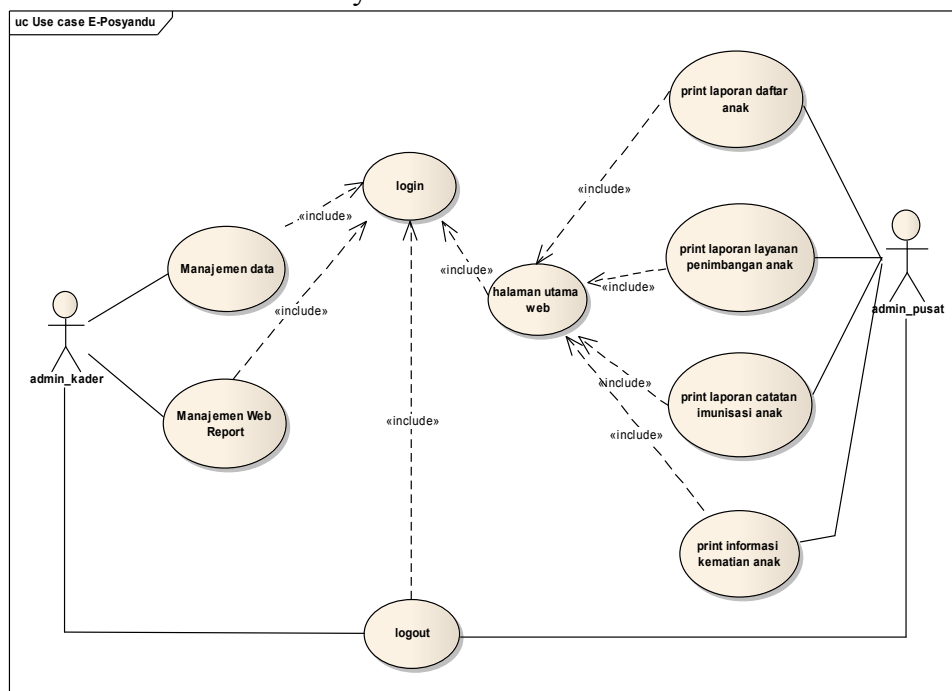 uc Use case E-Posyandu
print laporan daftar
anak
login
«include»
«include»
Manajemen data
«include»
print laporan layanan
penimbangan anak
«include»
halaman utama
web
«include»
admin_pusat
admin_kader
Manajemen Web
Report
«include»
print laporan catatan
imunisasi anak
«include»
«include»
print informasi
kematian anak
logout